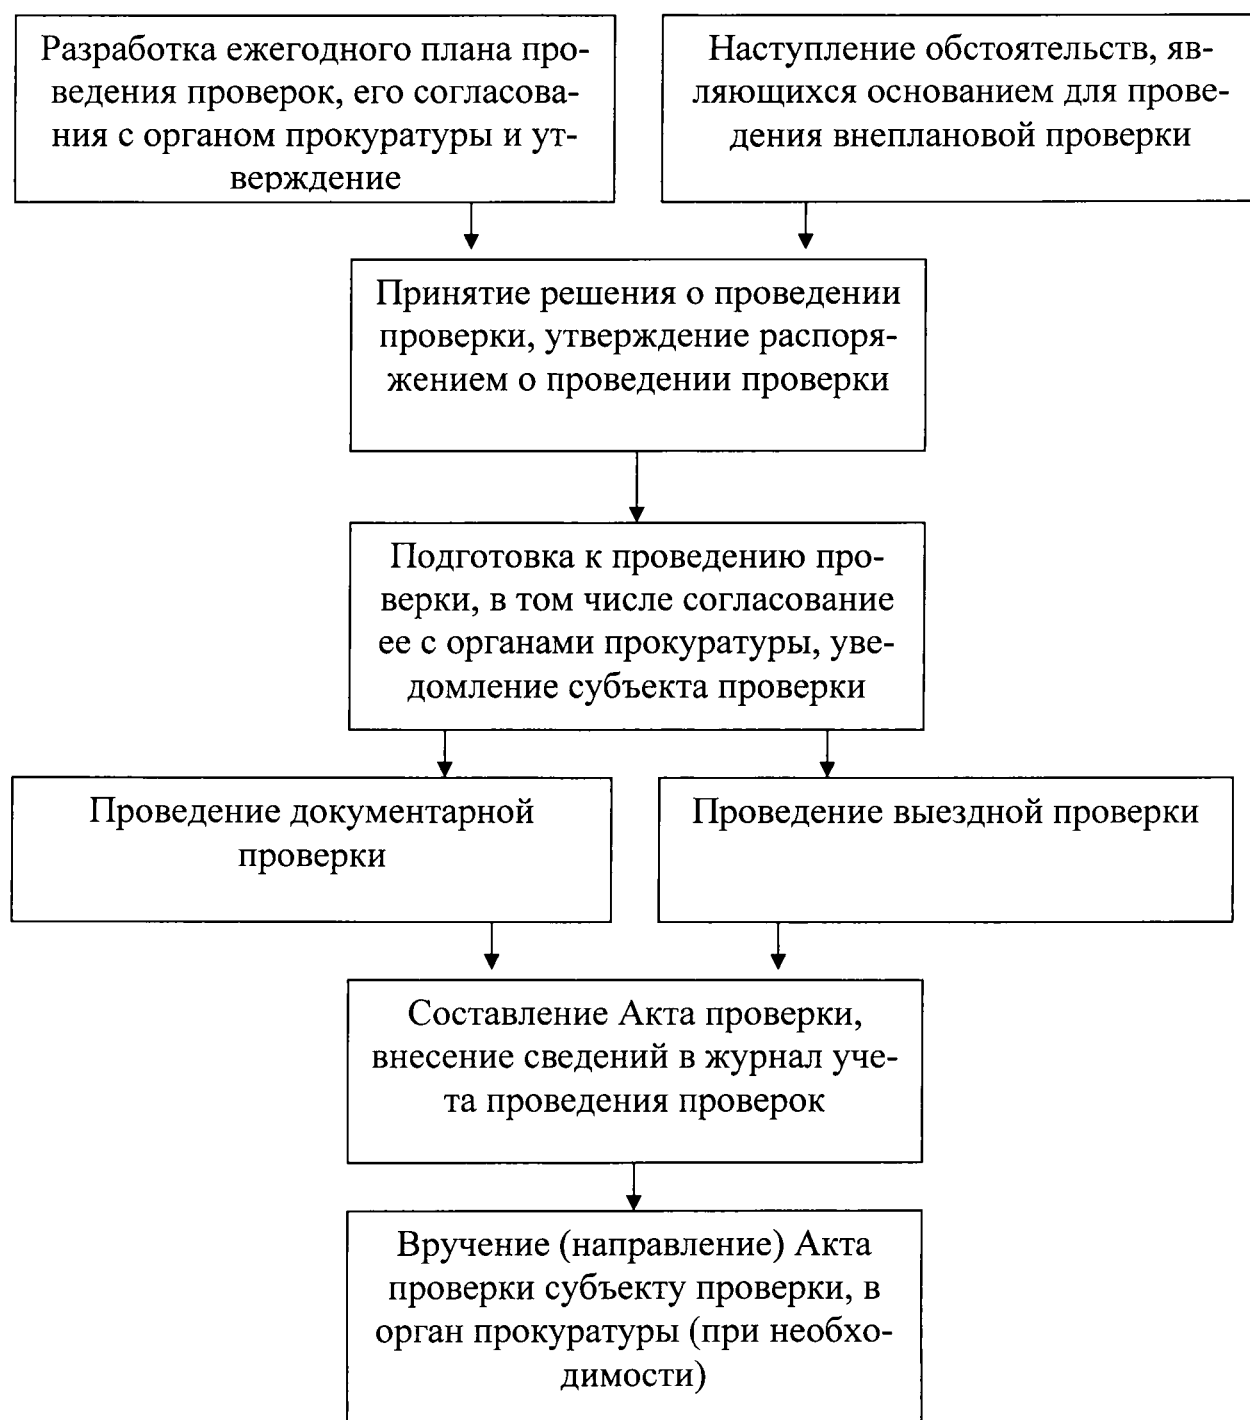 Разработка ежегодного плана про-
ведения проверок, его согласова-
ния с органом прокуратуры и ут-
верждение
Наступление обстоятельств, яв-
ляющихся основанием для прове-
дения внеплановой проверки
Принятие решения о проведении
проверки, утверждение распоря-
жением о проведении проверки
Подготовка к проведению про-
верки, в том числе согласование
ее с органами прокуратуры, уве-
домление субъекта проверки
Проведение документарной
проверки
Проведение выездной проверки
Составление Акта проверки,
внесение сведений в журнал уче-
та проведения проверок
Вручение (направление) Акта
проверки субъекту проверки, в
орган прокуратуры (при необхо-
димости)